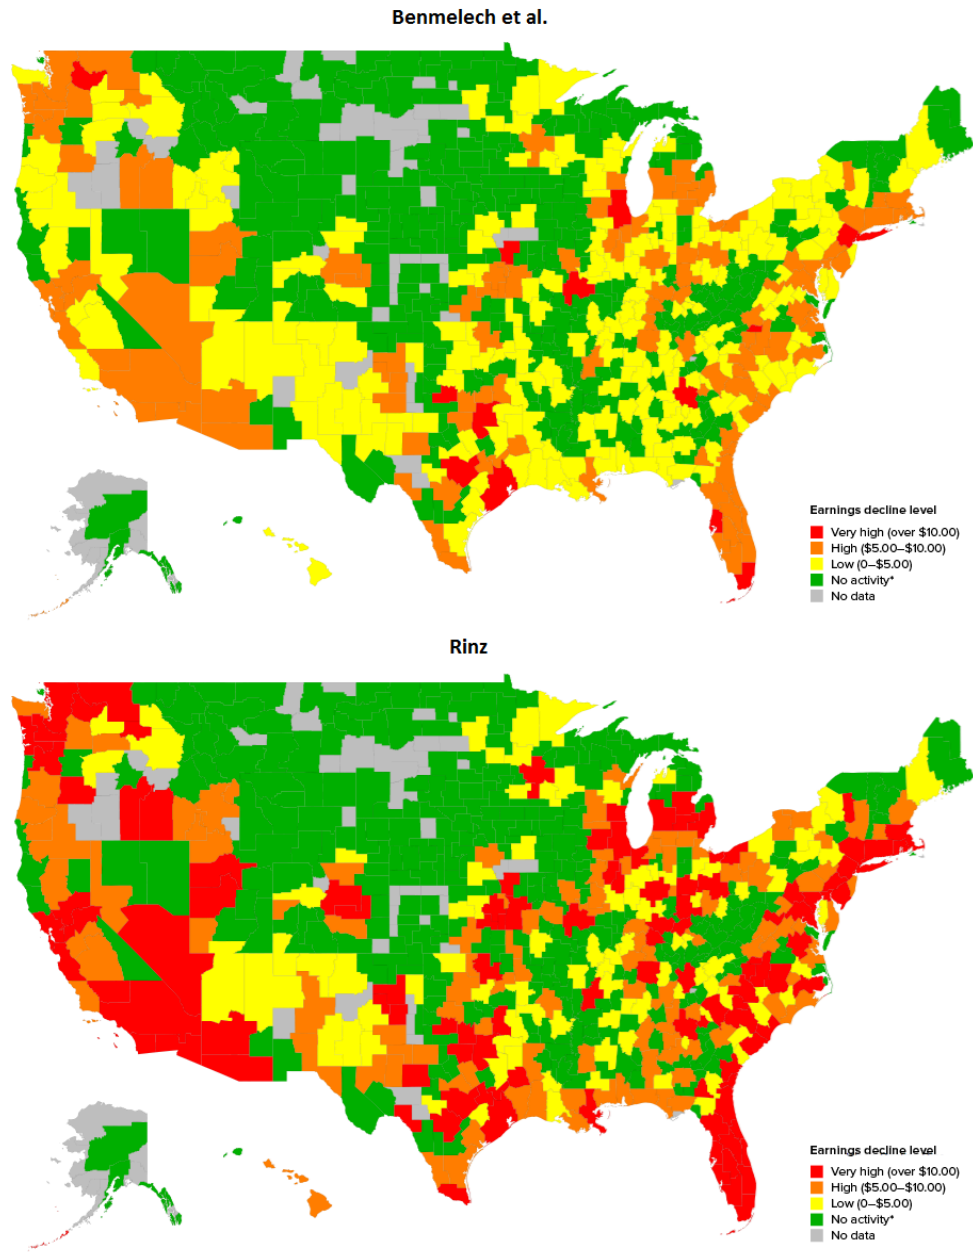 Benmelech et al.
Earnings decline level
Very high (over $10.00)
High ($5.00–$10.00)
Low (0–$5.00)
No activity*
No data
Rinz
Earnings decline level
Very high (over $10.00)
High ($5.00–$10.00)
Low (0–$5.00)
No activity*
No data